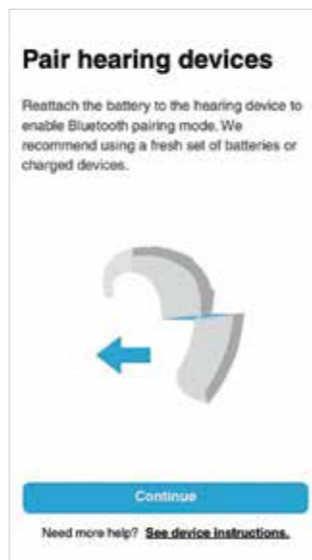 Pair hearing devices
Reattach the battery to the hearing device to
enable Bluetooth pairing mode. We
recommend using a fresh set of batteries or
charged devices.
Continue
Need more help? See device instructions.